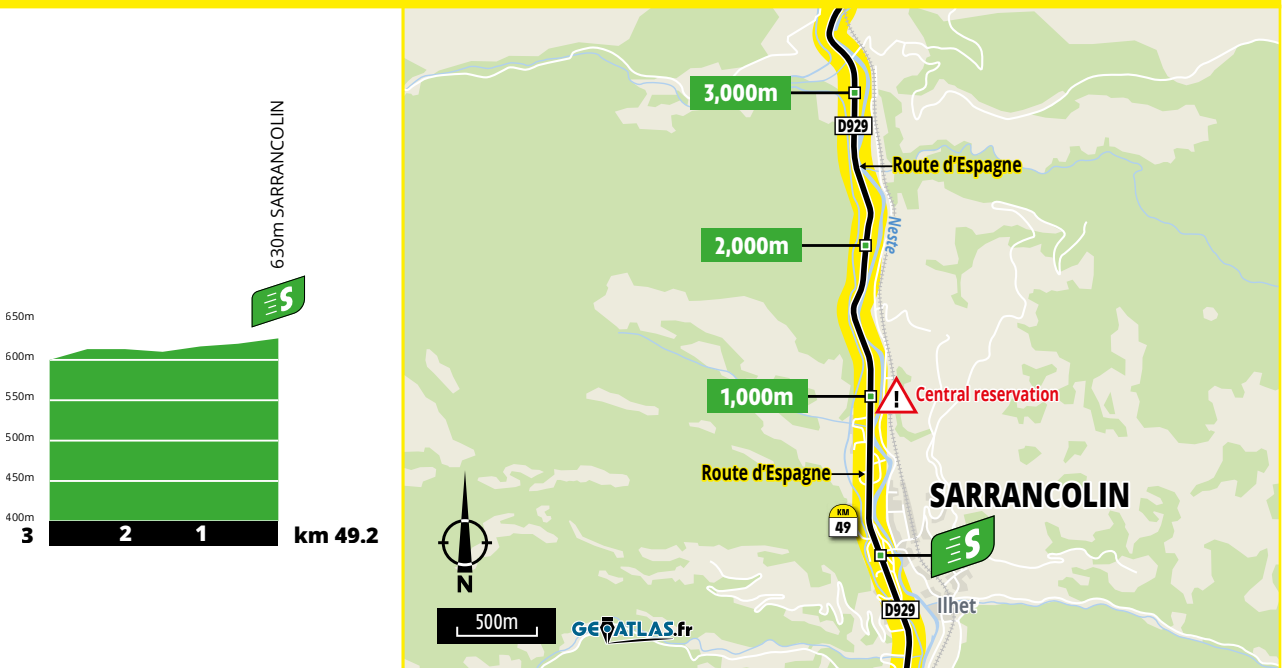 630m SARRANCOLIN
S
650m
600m
550m
500m
450m
400m
3 2 1 km 49.2
3,000m
D929
Route d’Espagne
2,000m
Neste
1,000m
! Central reservation
Route d’Espagne
SARRANCOLIN
KM
49
S
N
D929
Ilhet
500m
GEOATLAS.fr